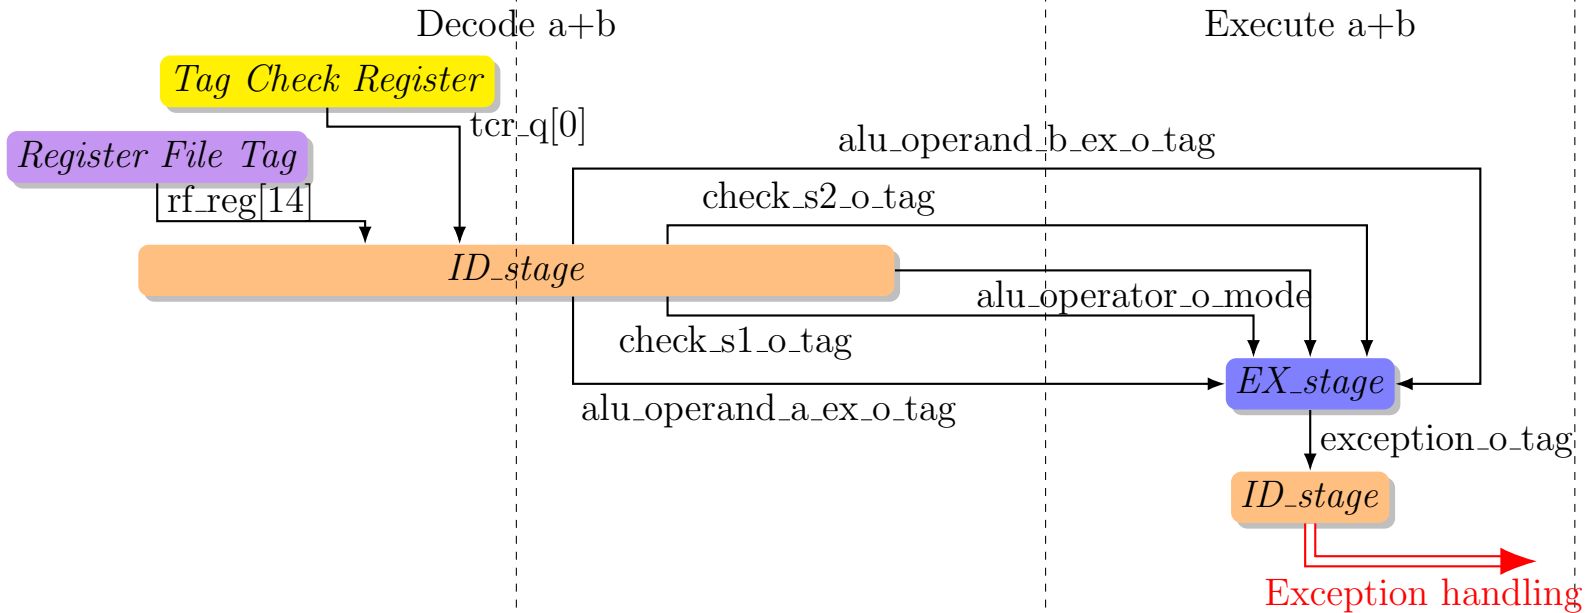 Decode a+b
Execute a+b
Tag Check Register
tcr_q[0]
Register File Tag
rf_reg[14]
alu_operand_b_ex_o_tag
check_s2_o_tag
ID_stage
alu_operator_o_mode
check_s1_o_tag
EX_stage
alu_operand_a_ex_o_tag
exception_o_tag
ID_stage
Exception handling